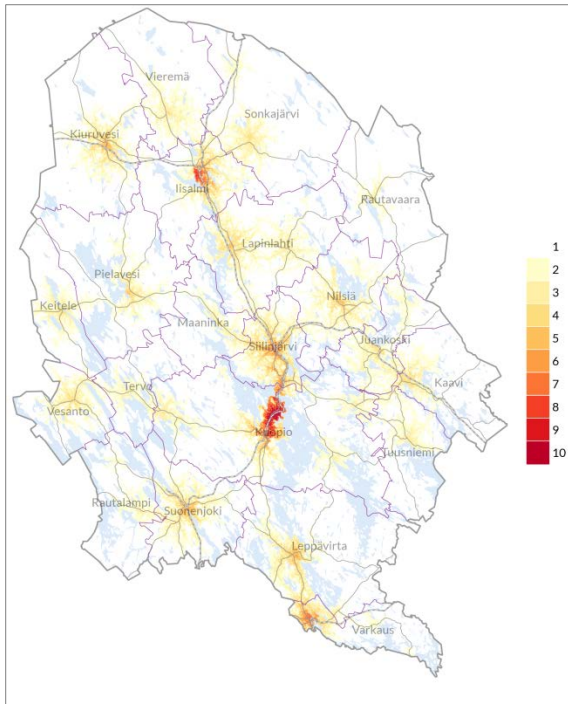 Vieremä
Sonkajärvi
Kiuruvesi
Iisalmi
Rautavaara
Lapinlahti
Pielavesi
Nilsiä
Keitele
Maaninka
Siilinjärvi
Juankoski
Kaavi
Tervo
Vesanto
Kuopio
Tuusniemi
Rautalampi
Suonenjoki
Leppävirta
Varkaus
1
2
3
4
5
6
7
8
9
10